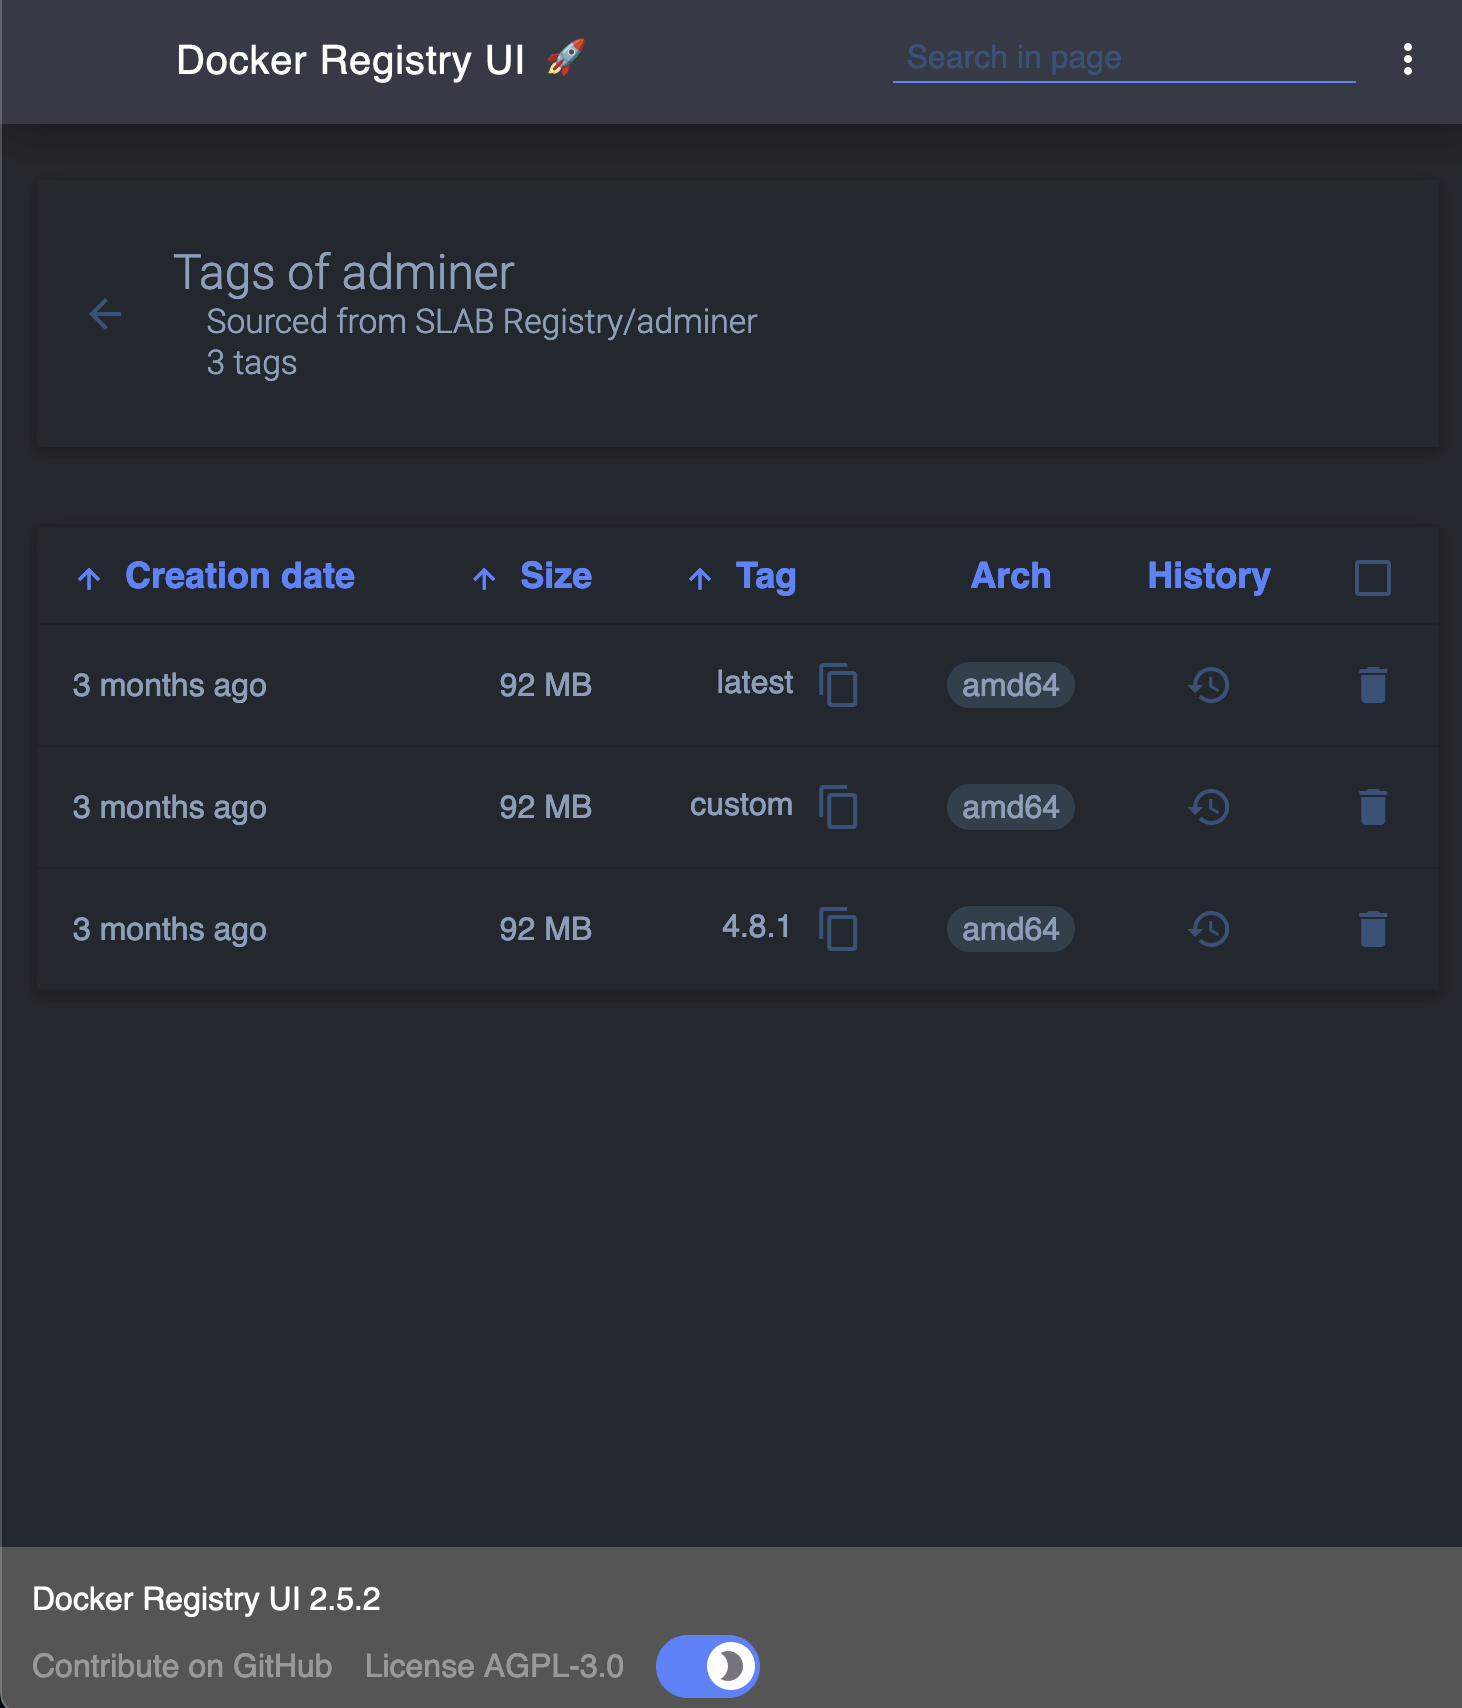 Docker Registry UI 🚀
Search in page
Tags of adminer
Sourced from SLAB Registry/adminer
3 tags
Creation date Size Tag Arch History
3 months ago 92 MB latest amd64
3 months ago 92 MB custom amd64
3 months ago 92 MB 4.8.1 amd64
Docker Registry UI 2.5.2
Contribute on GitHub License AGPL-3.0